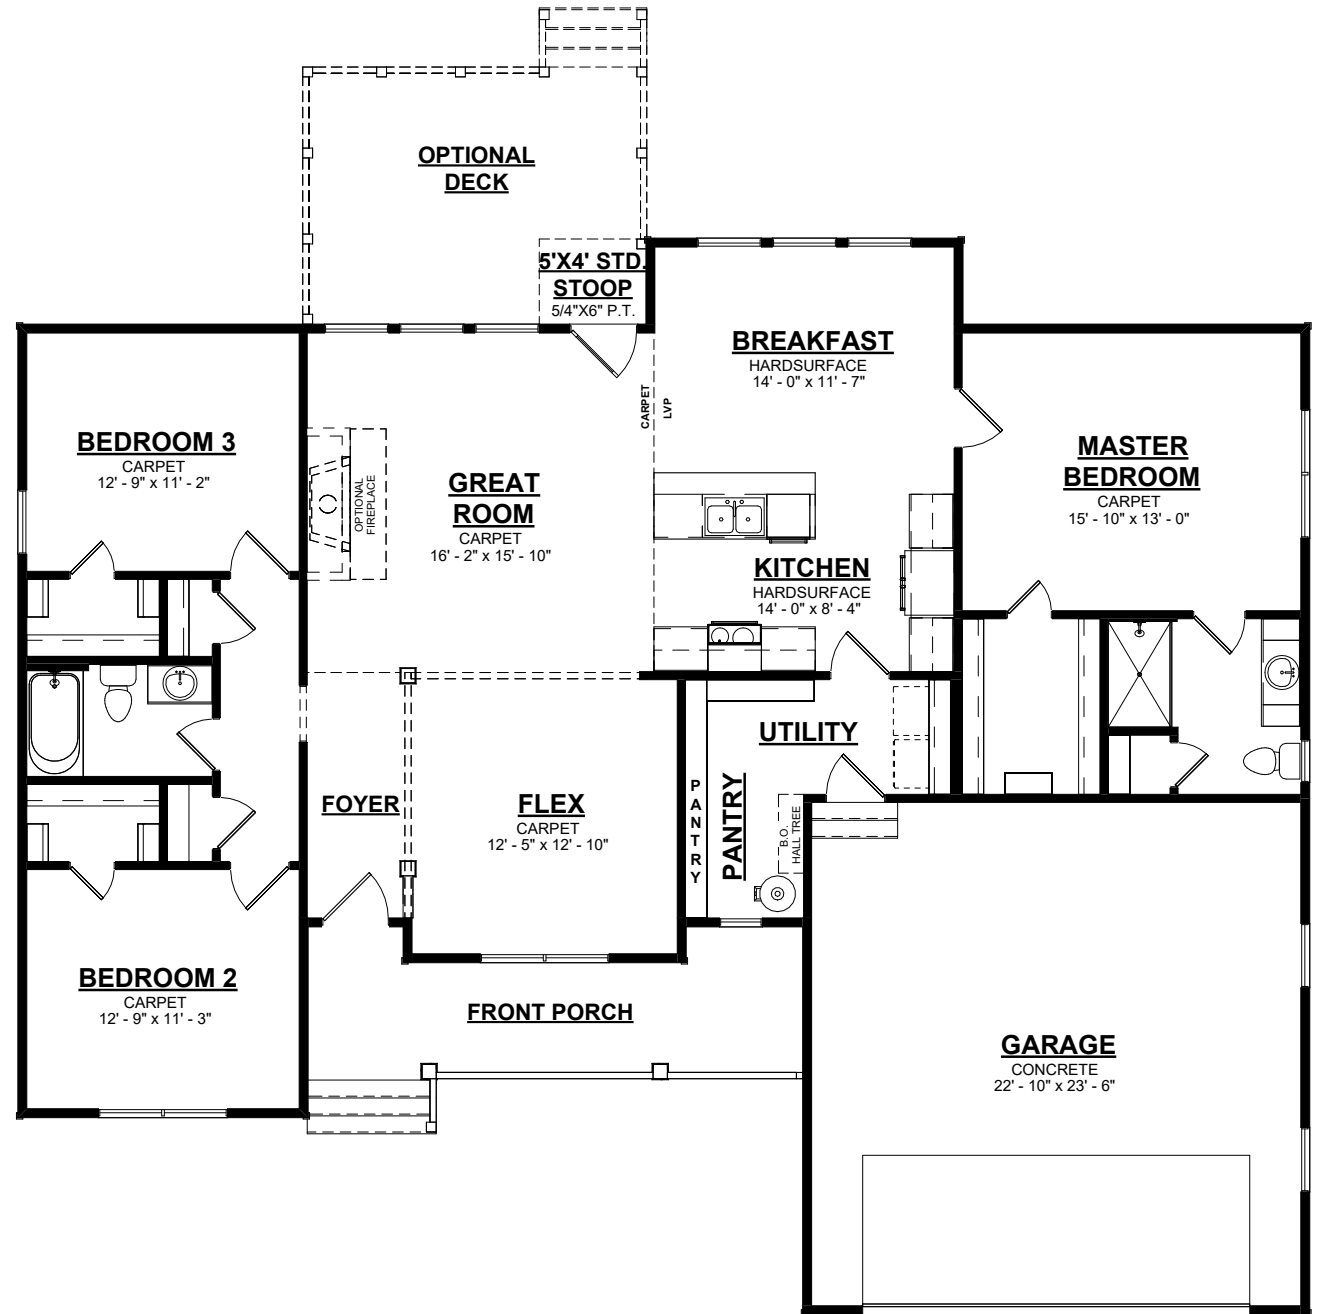 OPTIONAL
DECK
5'X4' STD.
STOOP
5/4"X6" P.T.
BREAKFAST
HARDSURFACE
14' - 0" x 11' - 7"
CARPET
LVP
BEDROOM 3
CARPET
12' - 9" x 11' - 2"
OPTIONAL
FIREPLACE
GREAT
ROOM
CARPET
16' - 2" x 15' - 10"
MASTER
BEDROOM
CARPET
15' - 10" x 13' - 0"
KITCHEN
HARDSURFACE
14' - 0" x 8' - 4"
UTILITY
PANTRY
PANTRY
B.O.
HALL TREE
FOYER
FLEX
CARPET
12' - 5" x 12' - 10"
BEDROOM 2
CARPET
12' - 9" x 11' - 3"
FRONT PORCH
GARAGE
CONCRETE
22' - 10" x 23' - 6"